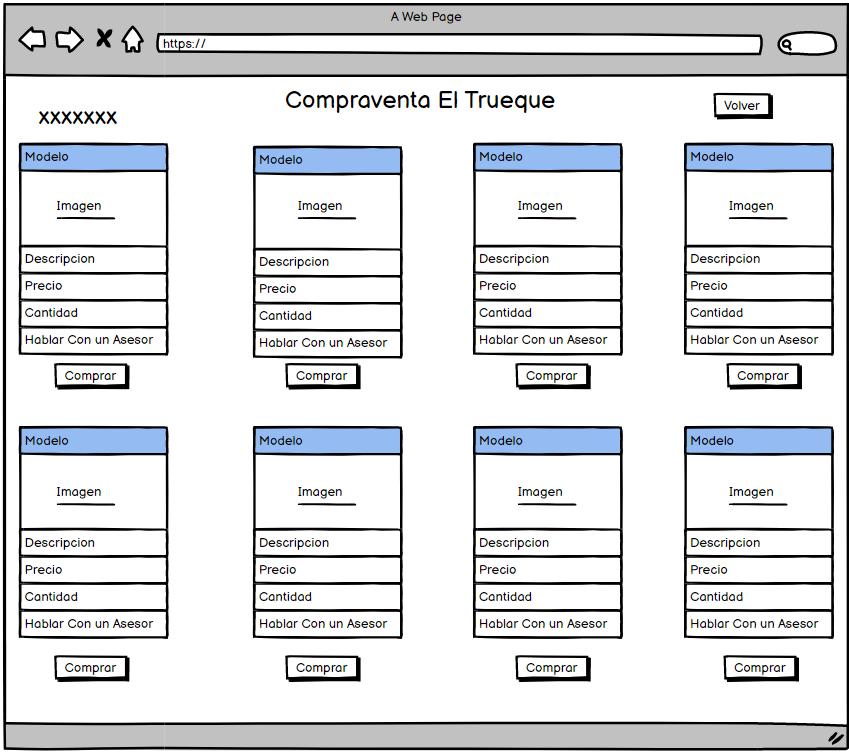 A Web Page
https://
Compraventa El Trueque
Volver
XXXXXXX
Modelo
Imagen
Descripcion
Precio
Cantidad
Hablar Con un Asesor
Comprar
Modelo
Imagen
Descripcion
Precio
Cantidad
Hablar Con un Asesor
Comprar
Modelo
Imagen
Descripcion
Precio
Cantidad
Hablar Con un Asesor
Comprar
Modelo
Imagen
Descripcion
Precio
Cantidad
Hablar Con un Asesor
Comprar
Modelo
Imagen
Descripcion
Precio
Cantidad
Hablar Con un Asesor
Comprar
Modelo
Imagen
Descripcion
Precio
Cantidad
Hablar Con un Asesor
Comprar
Modelo
Imagen
Descripcion
Precio
Cantidad
Hablar Con un Asesor
Comprar
Modelo
Imagen
Descripcion
Precio
Cantidad
Hablar Con un Asesor
Comprar